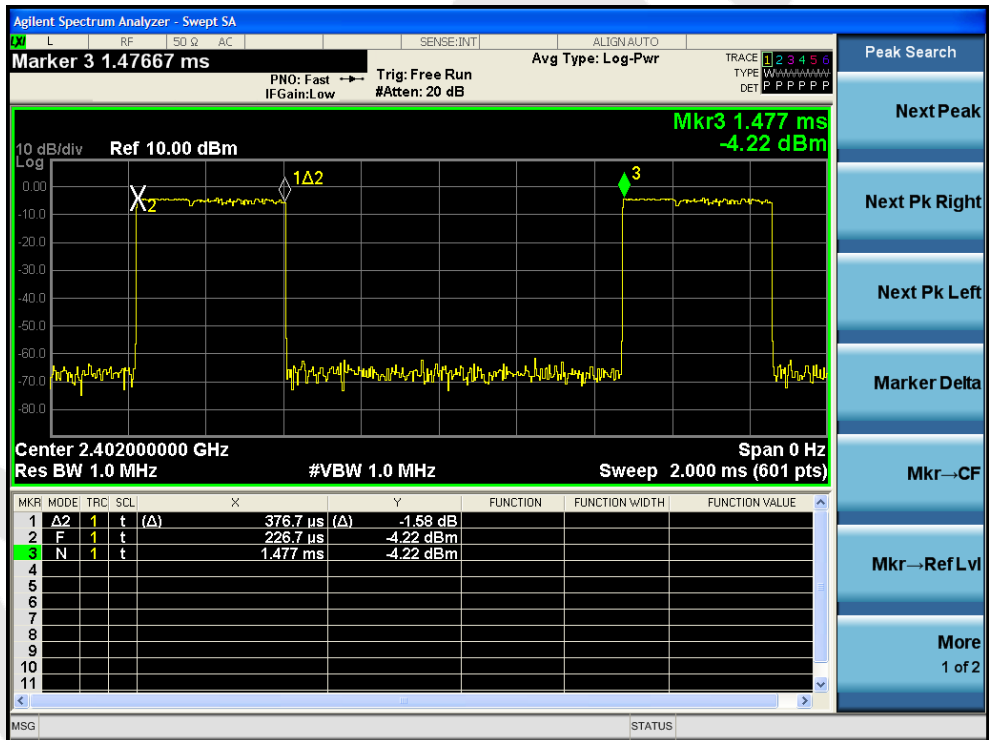 Agilent Spectrum Analyzer - Swept SA
LXI L RF 50 Ω AC SENSE:INT ALIGNAUTO
Marker 3 1.47667 ms
PNO: Fast
IFGain:Low
Trig: Free Run
#Atten: 20 dB
Avg Type: Log-Pwr
TRACE 1 2 3 4 5 6
TYPE WWWWWW
DET P P P P P P
Mkr3 1.477 ms
-4.22 dBm
10 dB/div Ref 10.00 dBm
Log
0.00
-10.0
-20.0
-30.0
-40.0
-50.0
-60.0
-70.0
-80.0
X2
1Δ2
3
Center 2.402000000 GHz Span 0 Hz
Res BW 1.0 MHz #VBW 1.0 MHz Sweep 2.000 ms (601 pts)
MKR MODE TRC SCL X Y FUNCTION FUNCTION WIDTH FUNCTION VALUE
1 Δ2 1 t (Δ) 376.7 µs (Δ) -1.58 dB
2 F 1 t 226.7 µs -4.22 dBm
3 N 1 t 1.477 ms -4.22 dBm
4
5
6
7
8
9
10
11
MSG STATUS
Peak Search
Next Peak
Next Pk Right
Next Pk Left
Marker Delta
Mkr→CF
Mkr→Ref Lvl
More
1 of 2